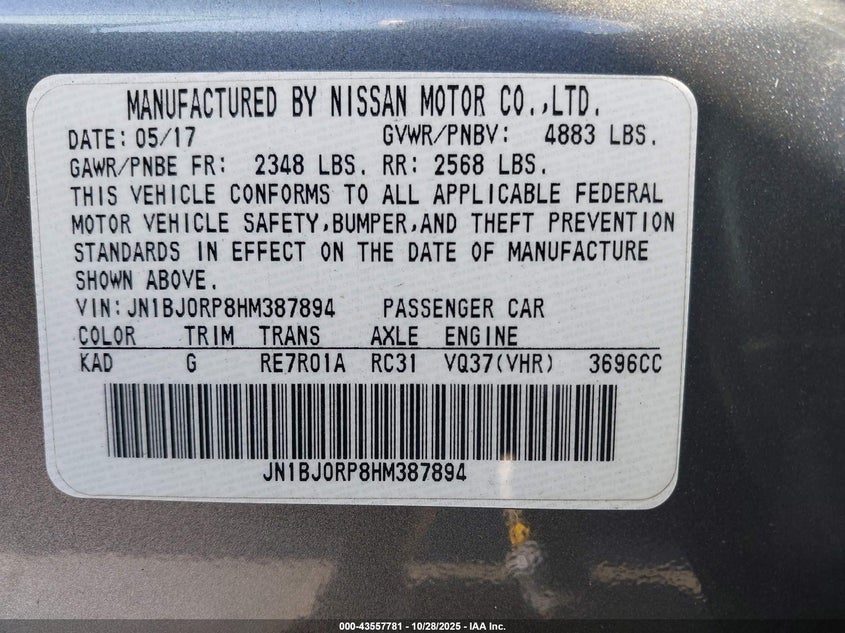 MANUFACTURED BY NISSAN MOTOR CO.,LTD.
DATE: 05/17 GVWR/PNBV: 4883 LBS.
GAWR/PNBE FR: 2348 LBS. RR: 2568 LBS.
THIS VEHICLE CONFORMS TO ALL APPLICABLE FEDERAL
MOTOR VEHICLE SAFETY,BUMPER,AND THEFT PREVENTION
STANDARDS IN EFFECT ON THE DATE OF MANUFACTURE
SHOWN ABOVE.
VIN:JN1BJ0RP8HM387894 PASSENGER CAR
COLOR TRIM TRANS AXLE ENGINE
KAD G RE7R01A RC31 VQ37(VHR) 3696CC
JN1BJ0RP8HM387894
000-43557781 | 10/28/2025 - IAA Inc.